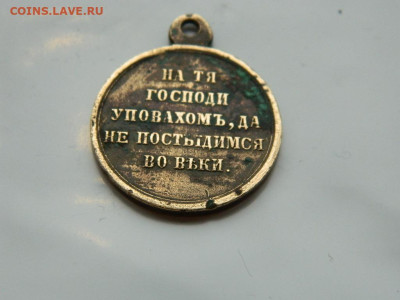 COINS.LAVE.RU
НА ТЯ
ГОСПОДИ
УПОВАХОМЪ, ДА
НЕ ПОСТЫДИМСЯ
ВО ВѢКИ.